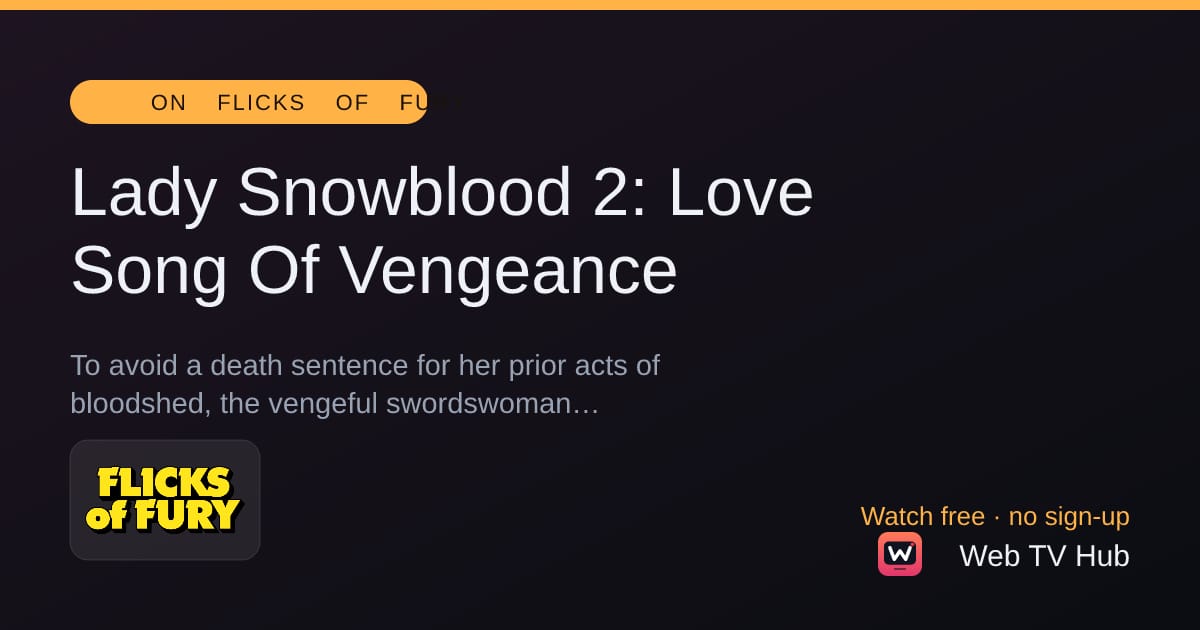 ON FLICKS OF FURY
Lady Snowblood 2: Love
Song Of Vengeance
To avoid a death sentence for her prior acts of
bloodshed, the vengeful swordswoman…
FLICKS
of FURY
Watch free · no sign-up
W
Web TV Hub